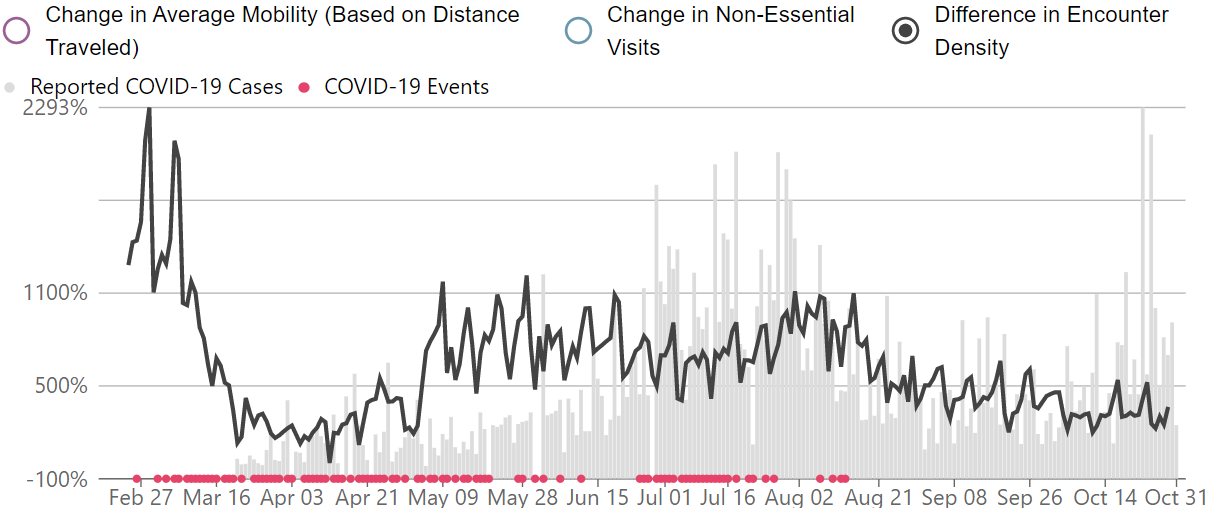 Change in Average Mobility (Based on Distance Traveled)
Change in Non-Essential Visits
Difference in Encounter Density
Reported COVID-19 Cases
COVID-19 Events
2293%
1100%
500%
-100%
Feb 27 Mar 16 Apr 03 Apr 21 May 09 May 28 Jun 15 Jul 01 Jul 16 Aug 02 Aug 21 Sep 08 Sep 26 Oct 14 Oct 31